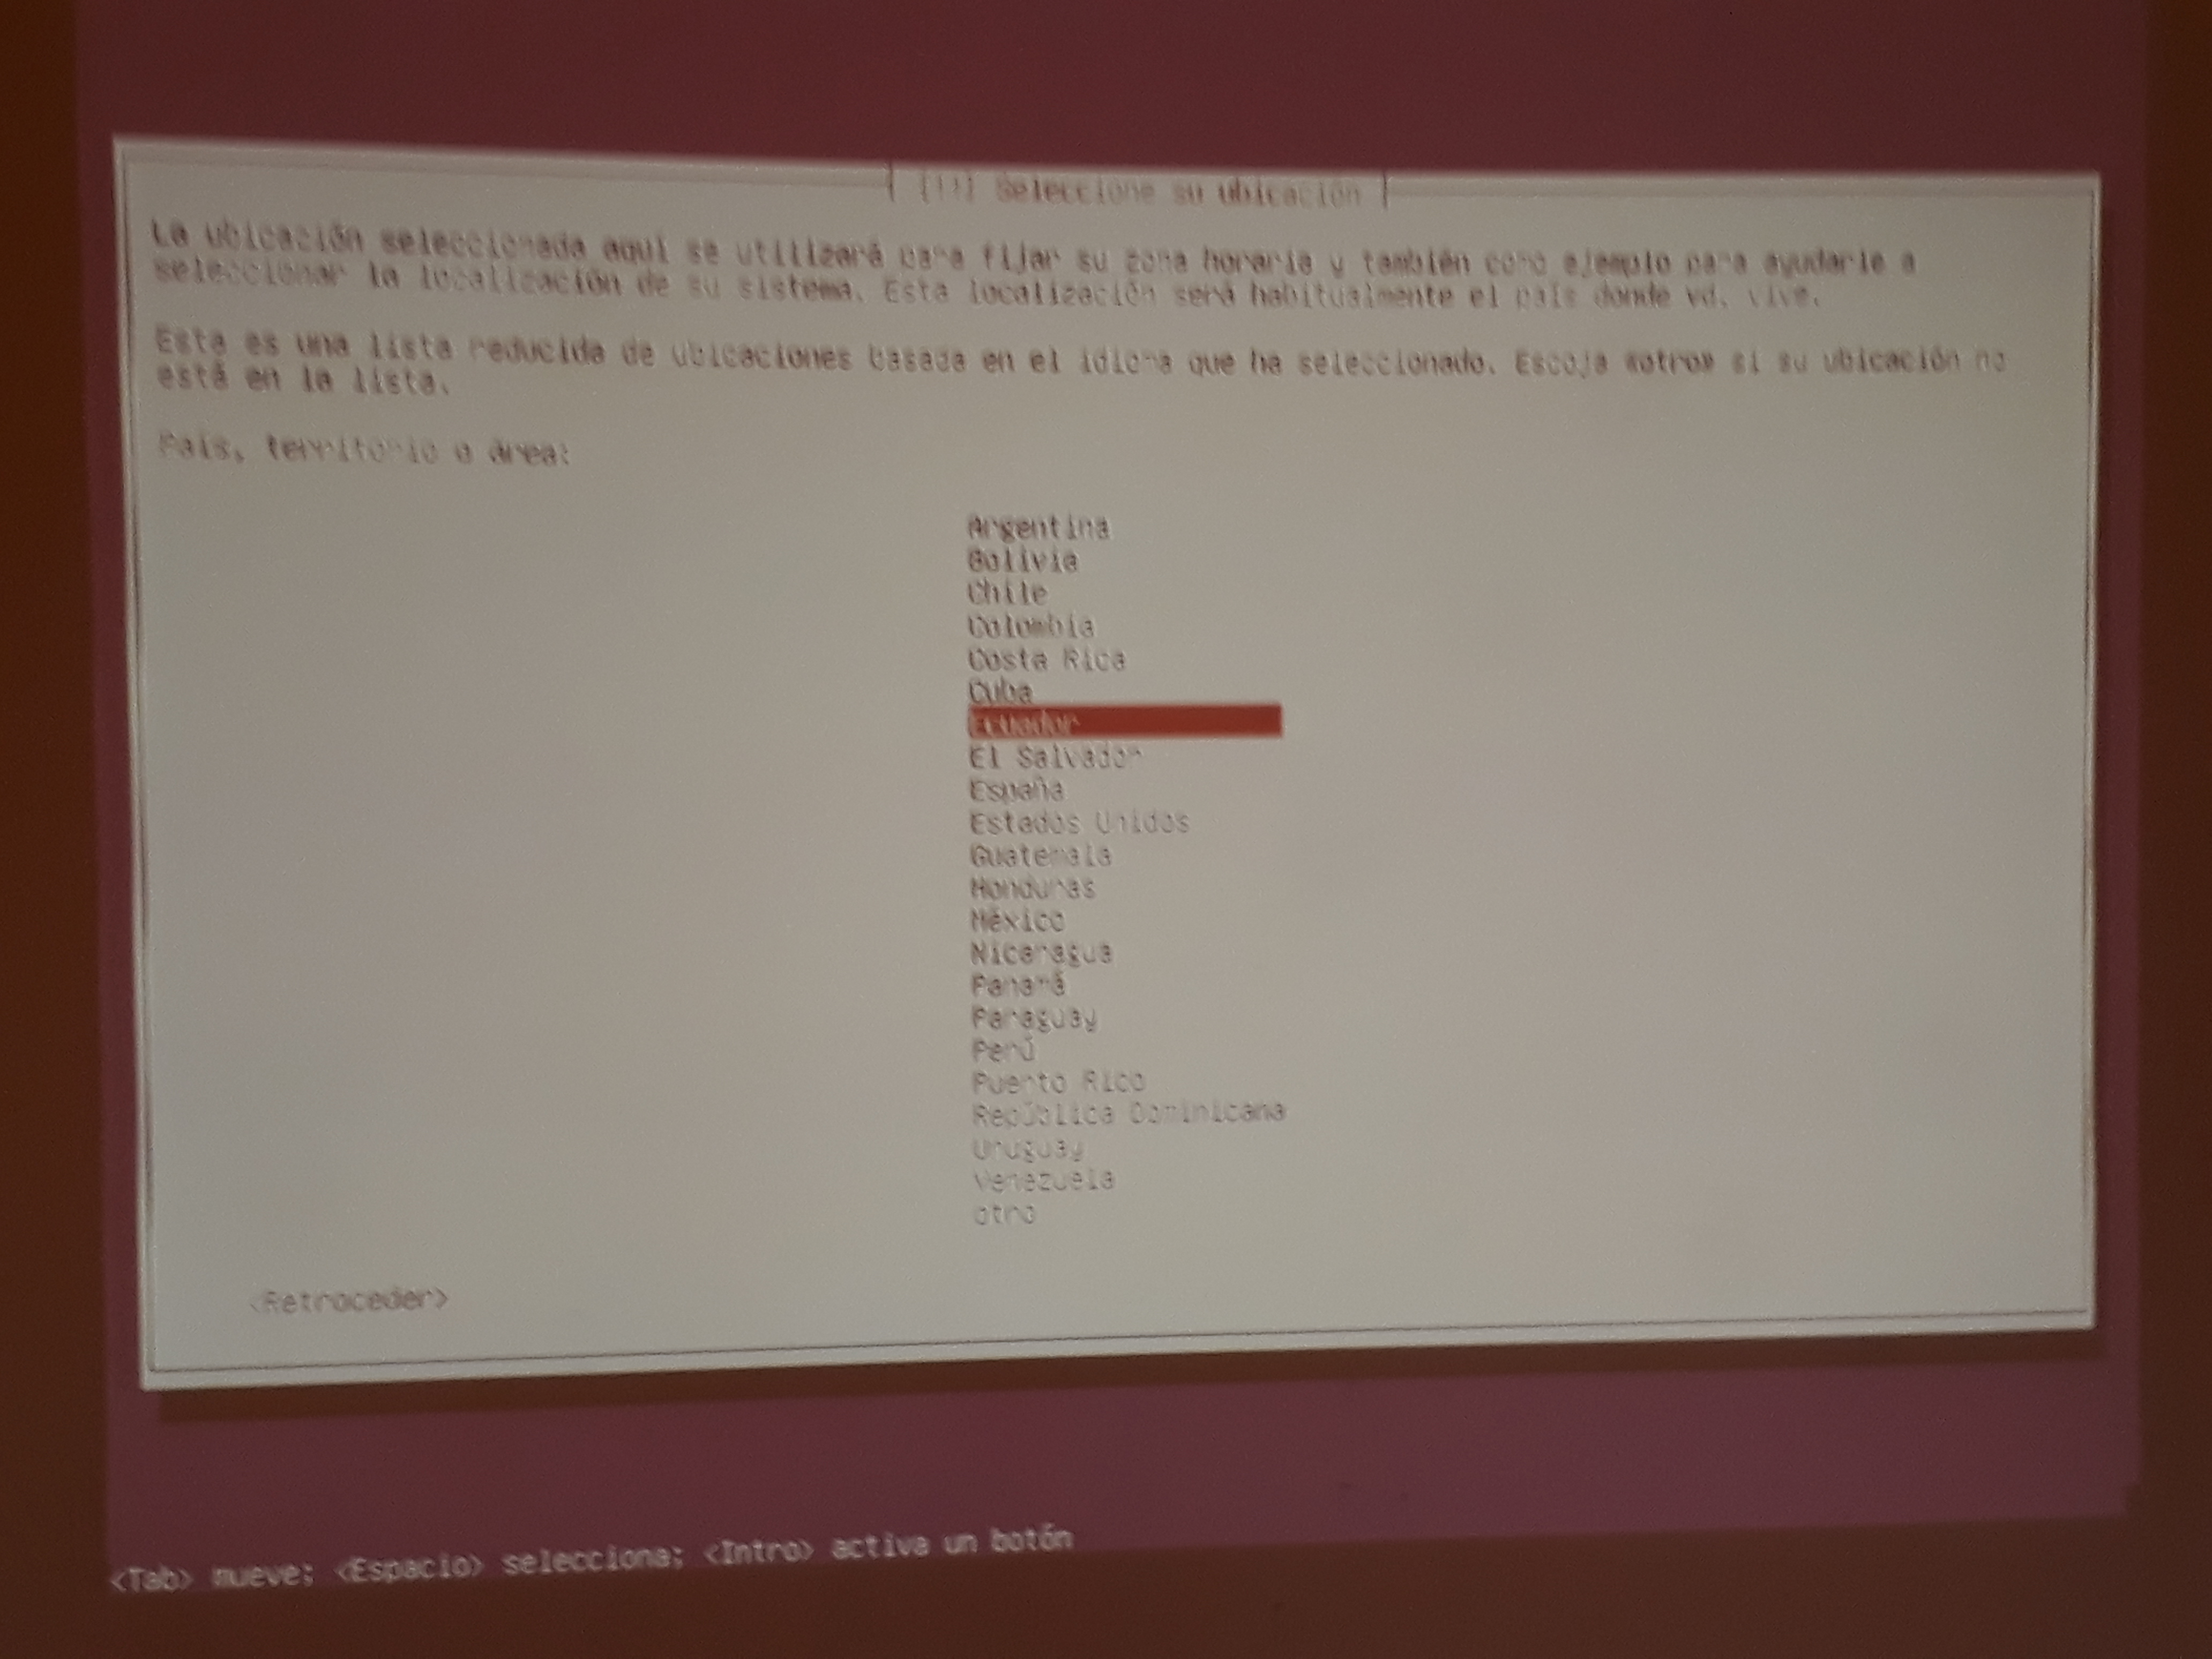 [!!] Seleccione su ubicación
La ubicación seleccionada aquí se utilizará para fijar su zona horaria y también como ejemplo para ayudarle a
seleccionar la localización de su sistema. Esta localización será habitualmente el país donde vd. vive.
Esta es una lista reducida de ubicaciones basada en el idioma que ha seleccionado. Escoja «otro» si su ubicación no
está en la lista.
País, territorio o área:
Argentina
Bolivia
Chile
Colombia
Costa Rica
Cuba
Ecuador
El Salvador
España
Estados Unidos
Guatemala
Honduras
México
Nicaragua
Panamá
Paraguay
Perú
Puerto Rico
República Dominicana
Uruguay
Venezuela
otro
<Retroceder>
<Tab> mueve; <Espacio> selecciona; <Intro> activa un botón